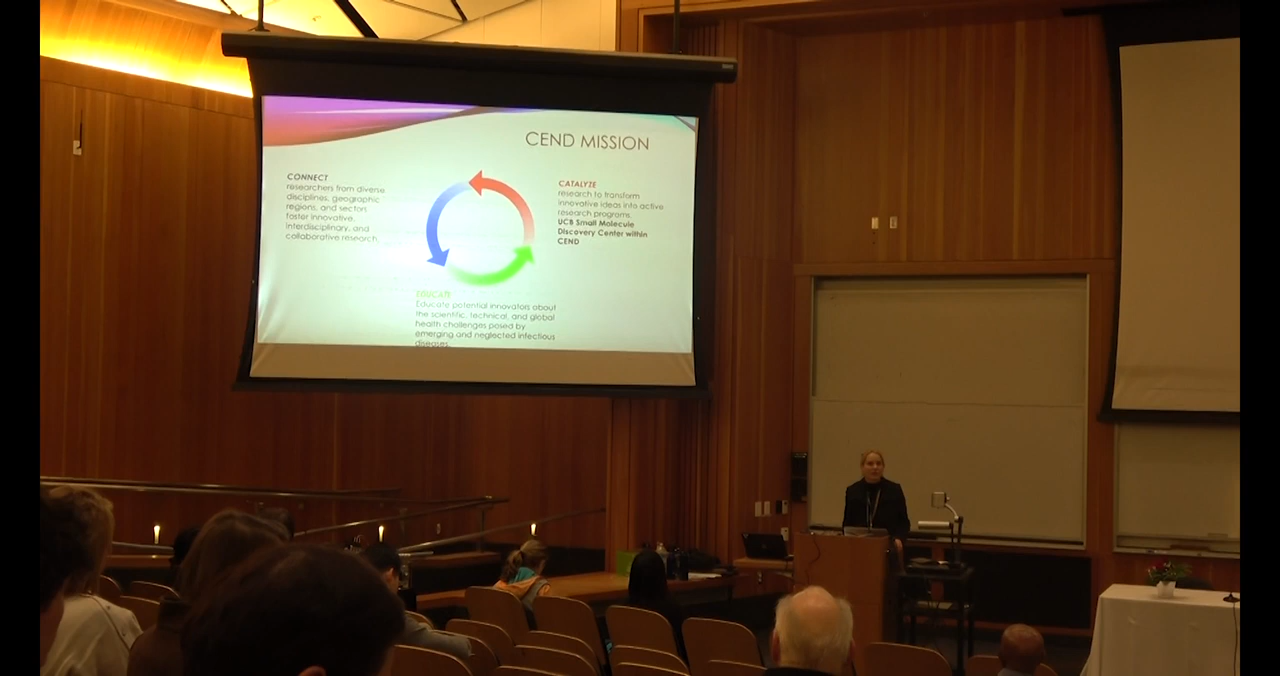 CEND MISSION
CONNECT
researchers from diverse
disciplines, geographic
regions, and sectors
foster innovative,
interdisciplinary, and
collaborative research.
CATALYZE
research to transform
innovative ideas into active
research programs.
UCB Small Molecule
Discovery Center within
CEND
EDUCATE
Educate potential innovators about
the scientific, technical, and global
health challenges posed by
emerging and neglected infectious
diseases.